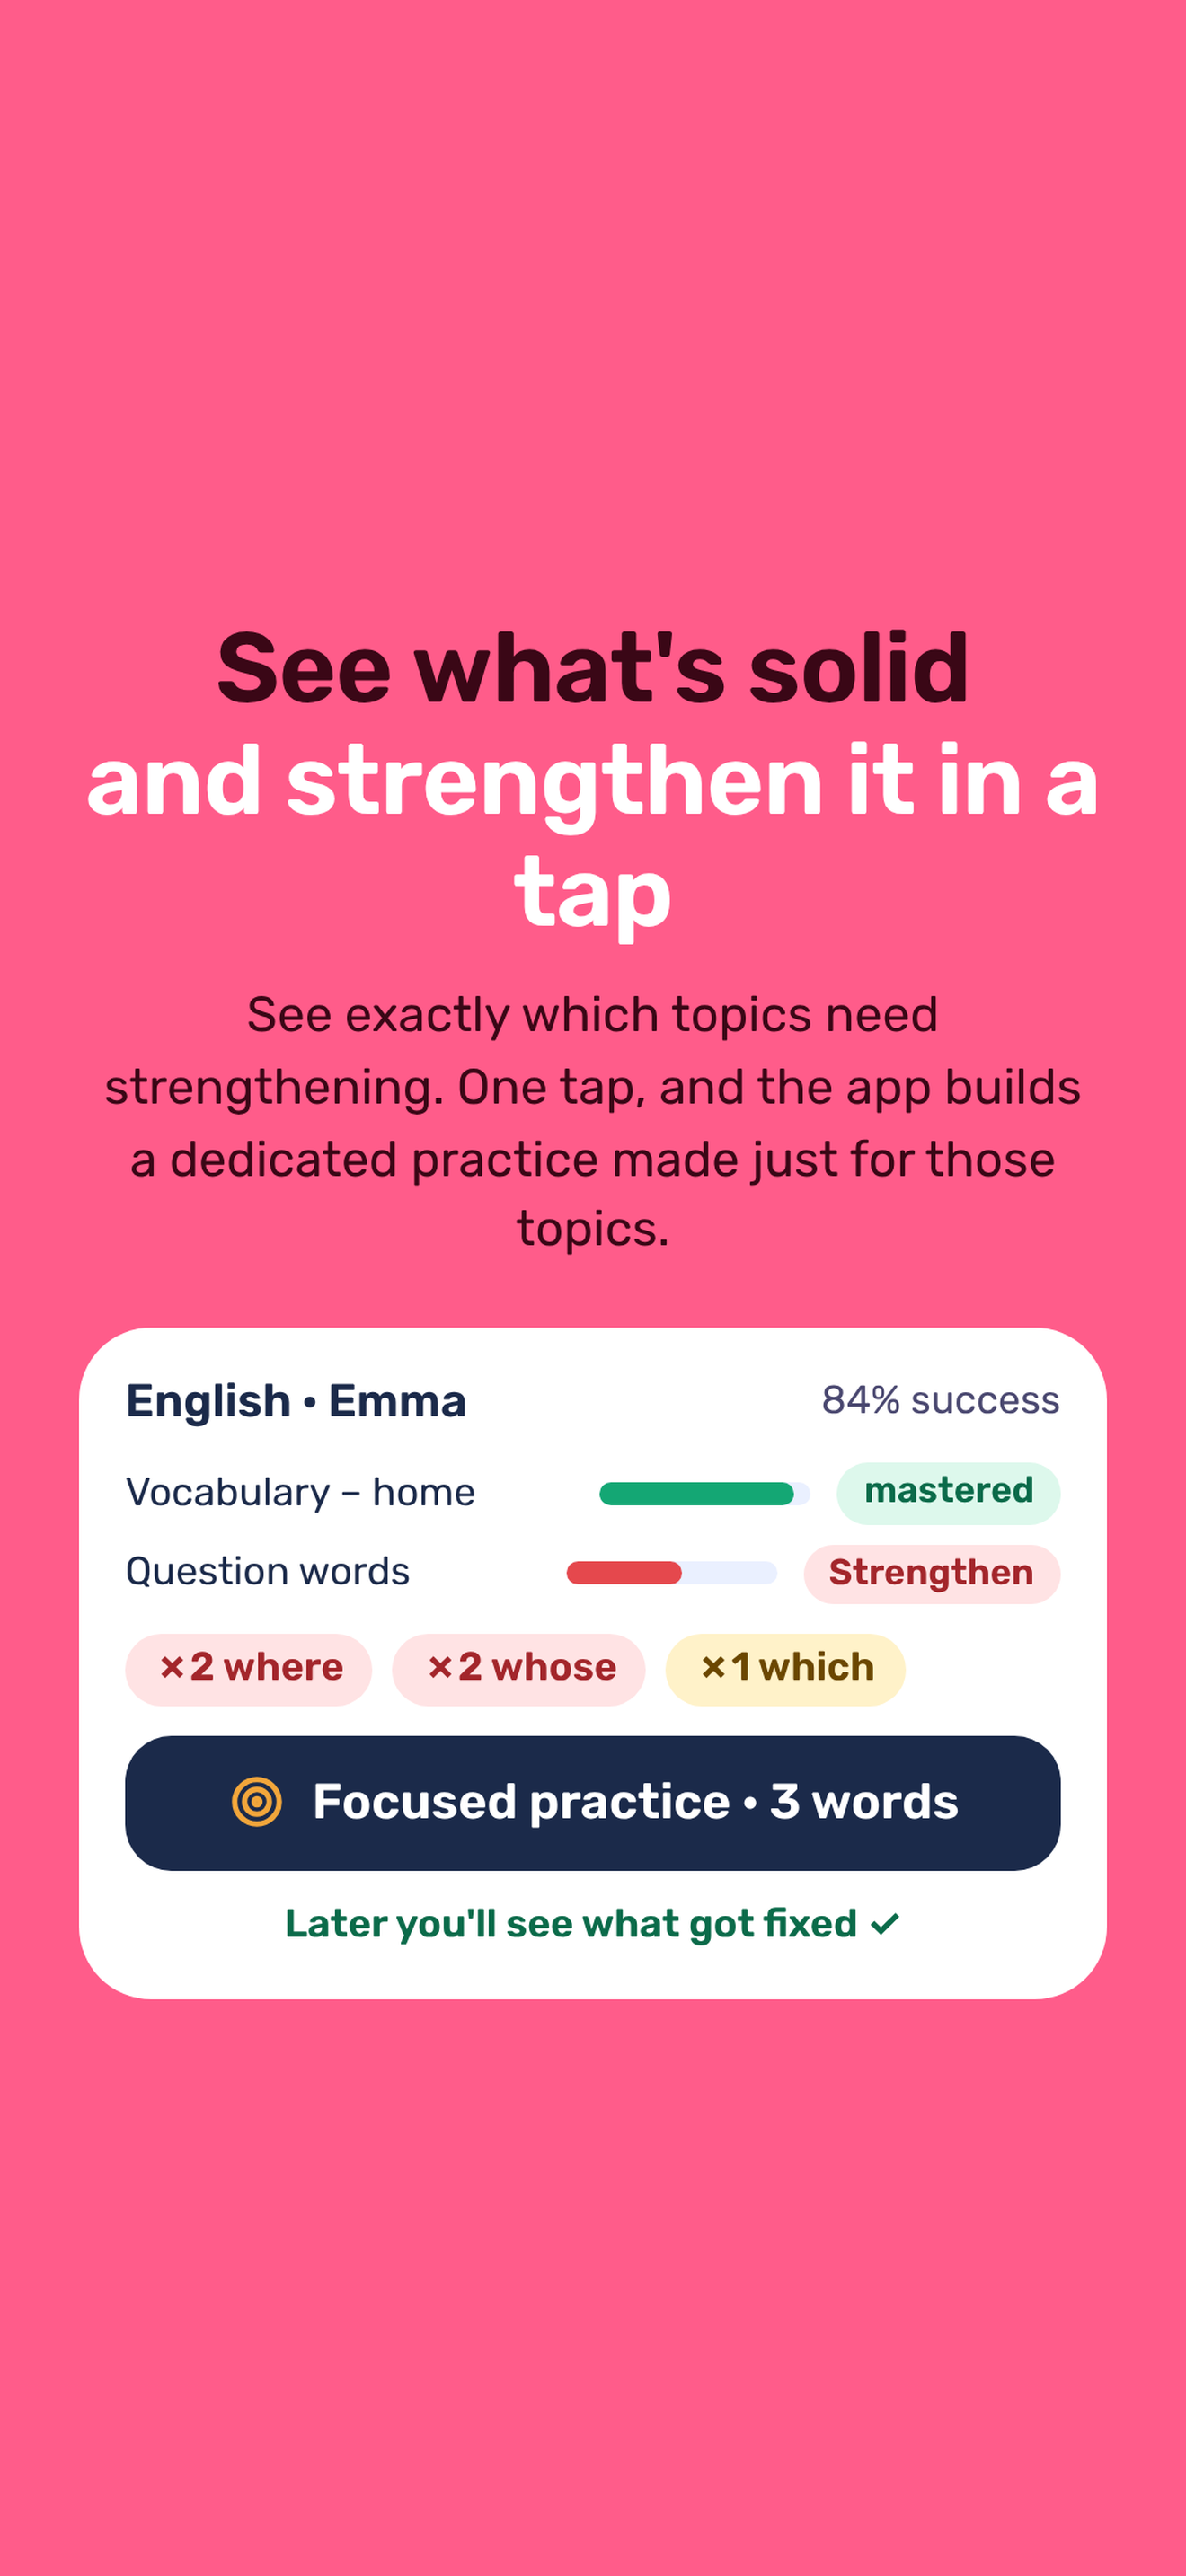 See what's solid
and strengthen it in a
tap
See exactly which topics need
strengthening. One tap, and the app builds
a dedicated practice made just for those
topics.
English • Emma
84% success
Vocabulary – home
mastered
Question words
Strengthen
×2 where
×2 whose
×1 which
Focused practice • 3 words
Later you'll see what got fixed ✓